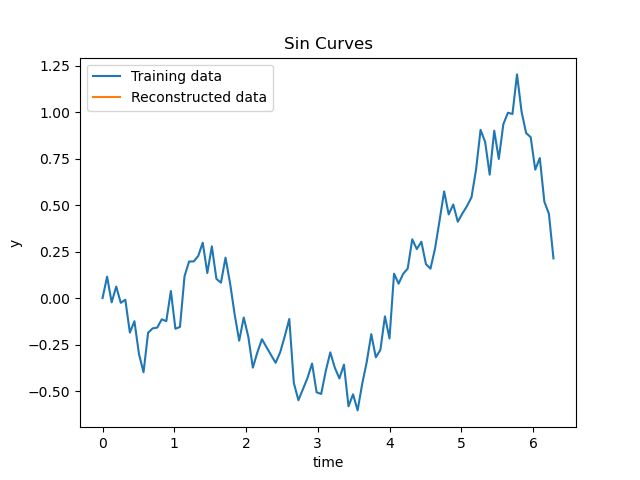 Sin Curves
Training data
Reconstructed data
1.25
1.00
0.75
0.50
0.25
0.00
−0.25
−0.50
y
0 1 2 3 4 5 6
time